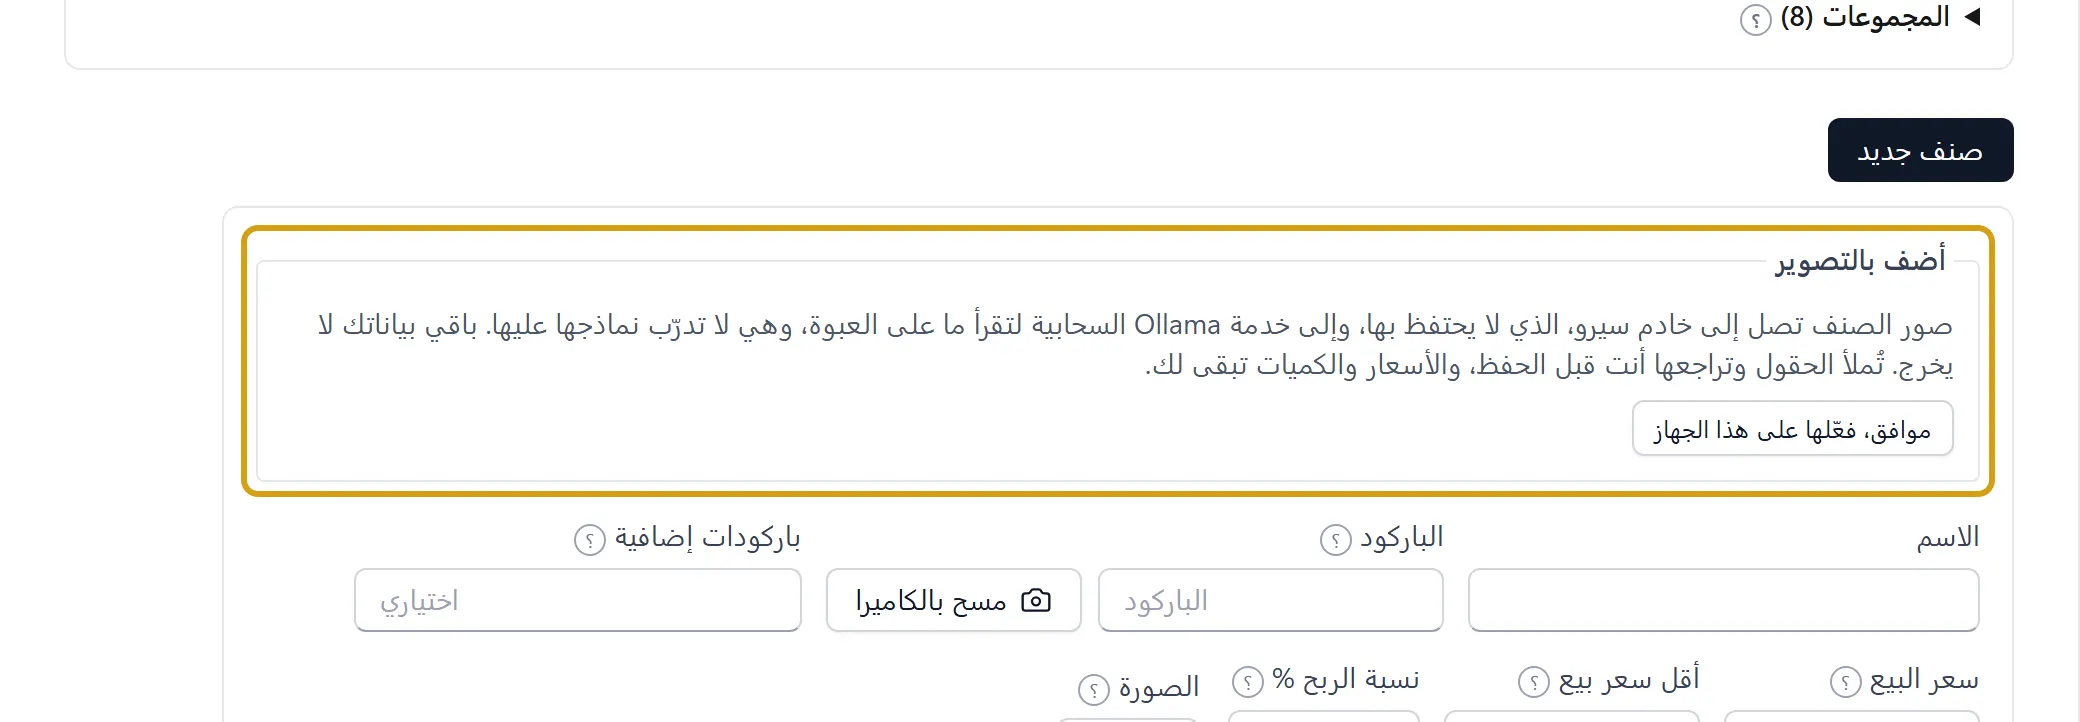 المجموعات (8) ؟
صنف جديد
أضف بالتصوير
صور الصنف تصل إلى خادم سيرو، الذي لا يحتفظ بها، وإلى خدمة Ollama السحابية لتقرأ ما على العبوة، وهي لا تدرّب نماذجها عليها. باقي بياناتك لا
يخرج. تُملأ الحقول وتراجعها أنت قبل الحفظ، والأسعار والكميات تبقى لك.
موافق، فعّلها على هذا الجهاز
الاسم
الباركود ؟
باركودات إضافية ؟
الباركود
مسح بالكاميرا
اختياري
سعر البيع ؟
أقل سعر بيع ؟
نسبة الربح % ؟
الصورة ؟